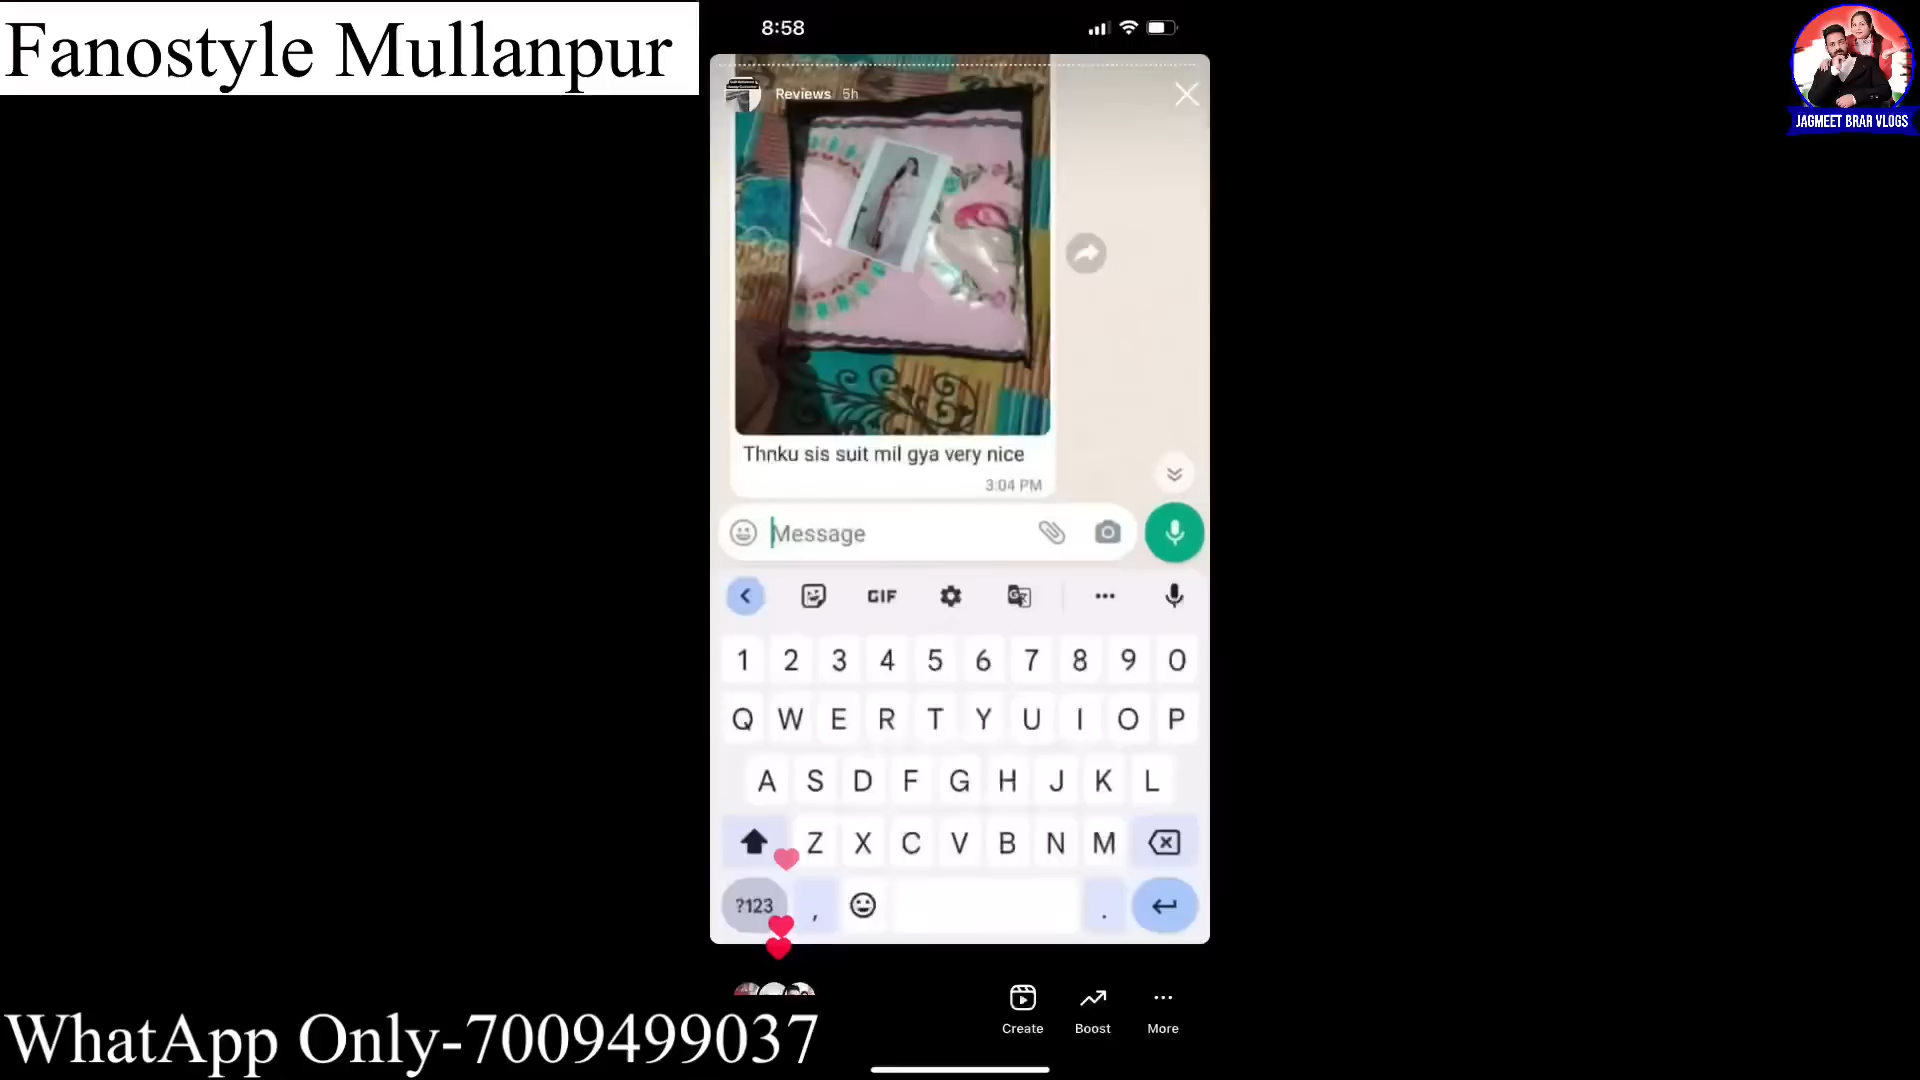 Fanostyle Mullanpur
8:58
JAGMEET BRAR VLOGS
Reviews 5h
Thnku sis suit mil gya very nice
3:04 PM
Message
GIF
1 2 3 4 5 6 7 8 9 0
Q W E R T Y U I O P
A S D F G H J K L
Z X C V B N M
?123 , .
Create Boost More
WhatApp Only-7009499037